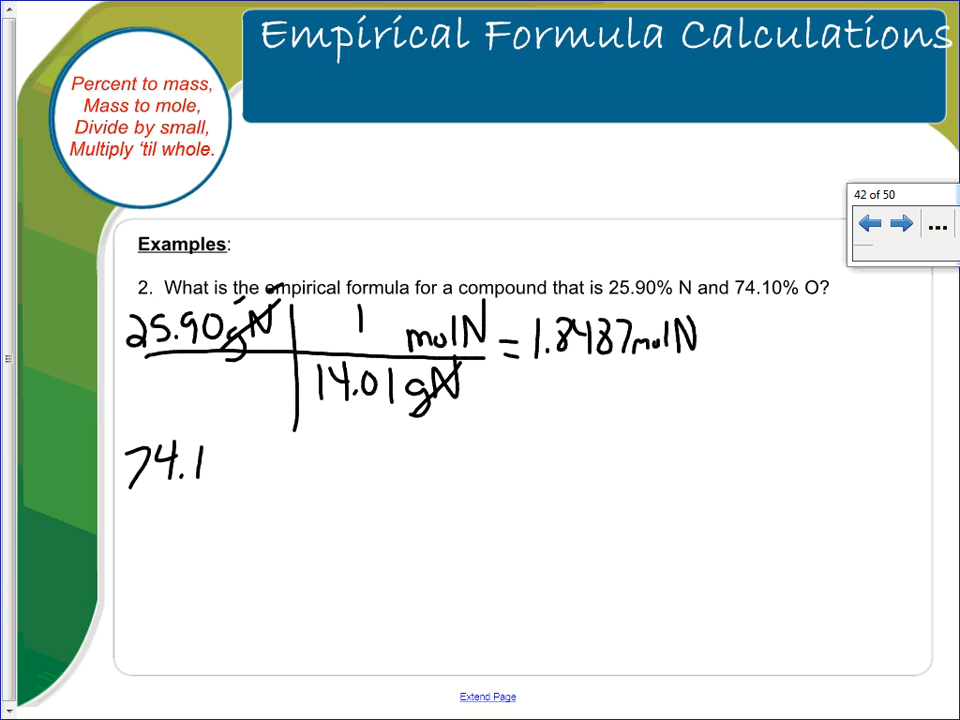 Empirical Formula Calculations
Percent to mass,
Mass to mole,
Divide by small,
Multiply ‘til whole.
42 of 50
...
Examples:
2. What is the empirical formula for a compound that is 25.90% N and 74.10% O?
25.90 g N 1 mol N = 1.8487 mol N
14.01 g N
74.1
Extend Page